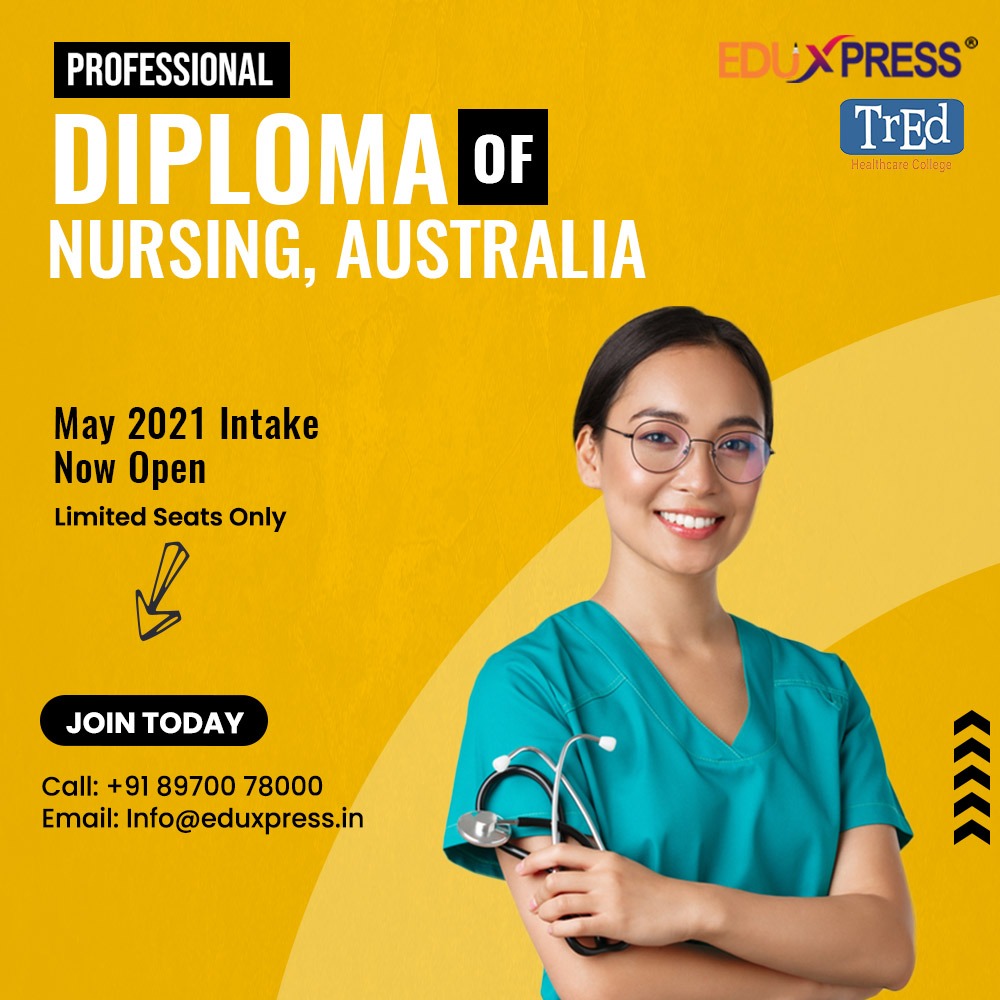 PROFESSIONAL
EDUXPRESS®
DIPLOMA OF
TrEd
Healthcare College
NURSING, AUSTRALIA
May 2021 Intake
Now Open
Limited Seats Only
JOIN TODAY
Call: +91 89700 78000
Email: Info@eduxpress.in